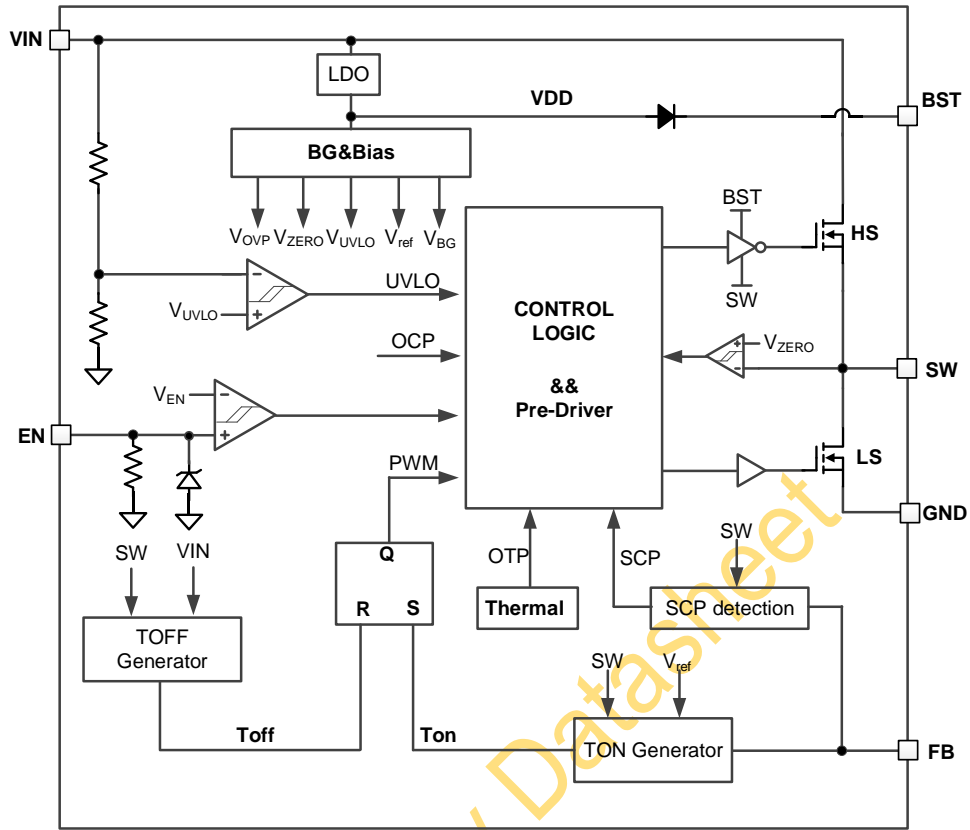 VIN
LDO
VDD
BST
BG&Bias
VOVP VZERO VUVLO Vref VBG
BST
HS
SW
UVLO
VUVLO
+
−
CONTROL
LOGIC
&&
Pre-Driver
OCP
+
−
VZERO
SW
VEN
−
+
EN
PWM
LS
GND
SW
VIN
Q
R
S
OTP
SCP
SW
Thermal
SCP detection
TOFF
Generator
SW
Vref
Toff
Ton
TON Generator
FB
Datasheet